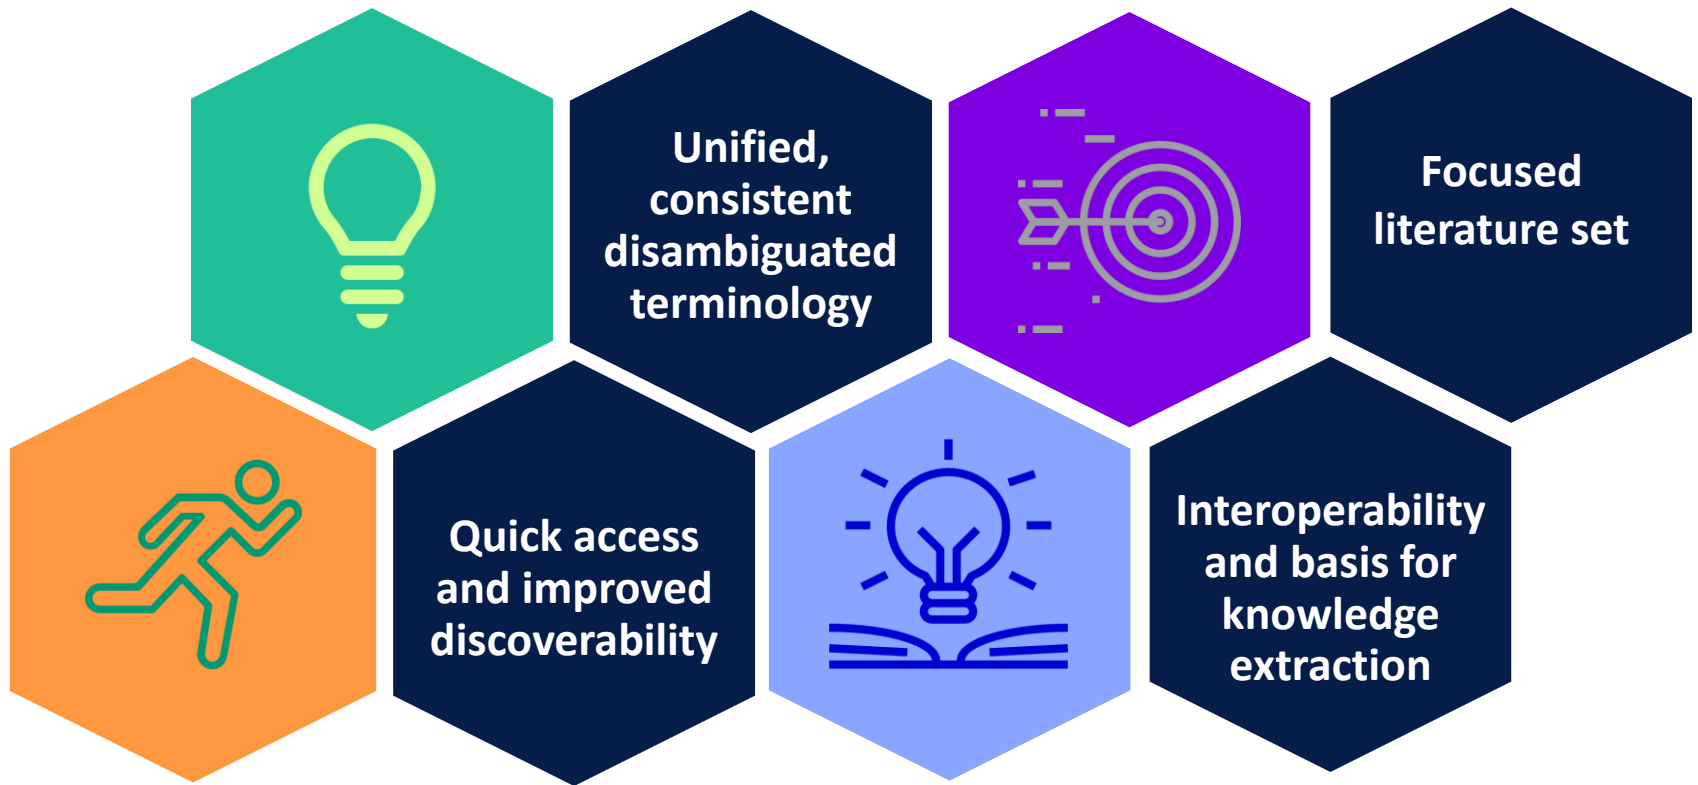 Unified,
consistent
disambiguated
terminology
Focused
literature set
Quick access
and improved
discoverability
Interoperability
and basis for
knowledge
extraction